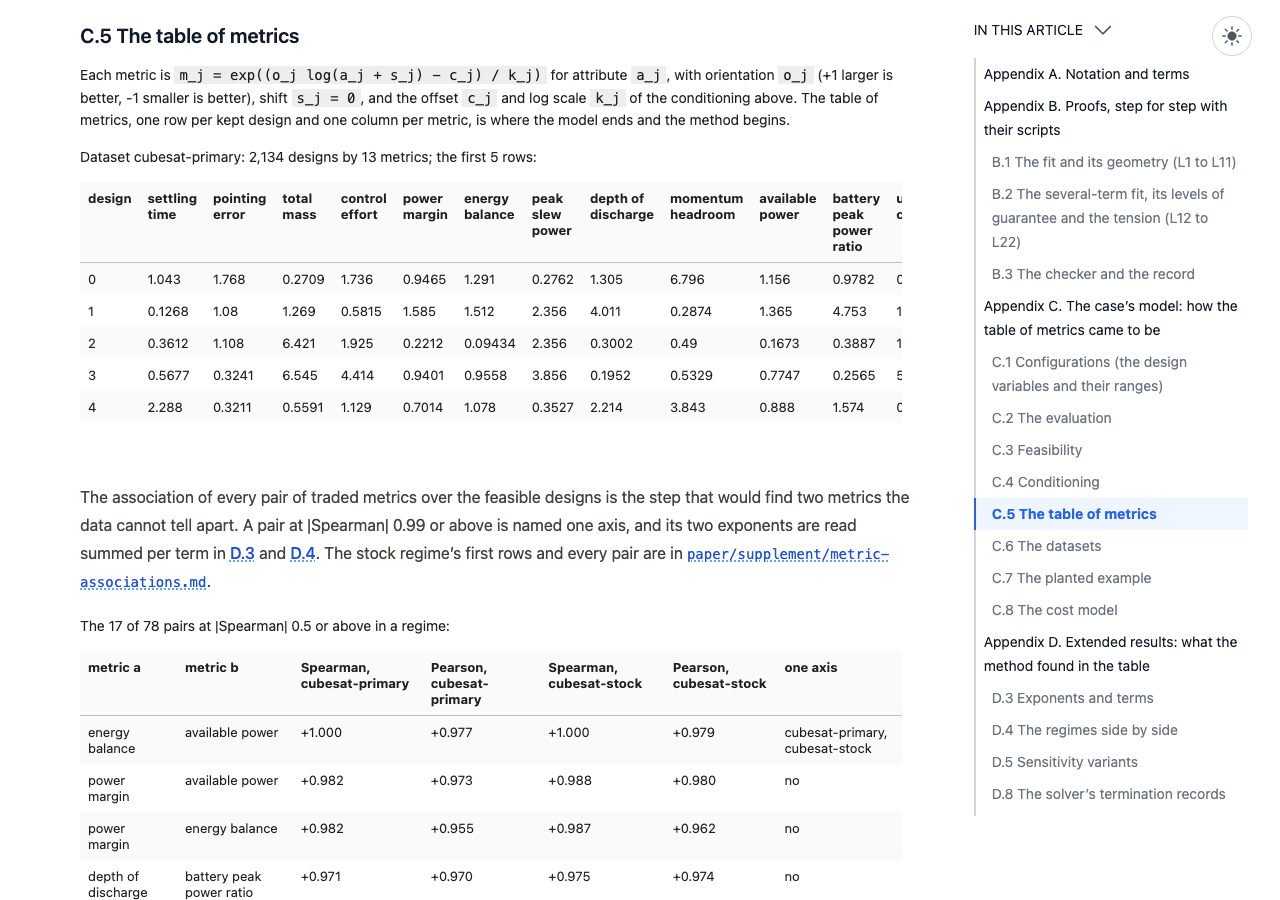 C.5 The table of metrics
Each metric is m_j = exp((o_j log(a_j + s_j) − c_j) / k_j) for attribute a_j, with orientation o_j (+1 larger is
better, -1 smaller is better), shift s_j = 0, and the offset c_j and log scale k_j of the conditioning above. The table of
metrics, one row per kept design and one column per metric, is where the model ends and the method begins.
Dataset cubesat-primary: 2,134 designs by 13 metrics; the first 5 rows:
design settling time pointing error total mass control effort power margin energy balance peak slew power depth of discharge momentum headroom available power battery peak power ratio
0 1.043 1.768 0.2709 1.736 0.9465 1.291 0.2762 1.305 6.796 1.156 0.9782
1 0.1268 1.08 1.269 0.5815 1.585 1.512 2.356 4.011 0.2874 1.365 4.753
2 0.3612 1.108 6.421 1.925 0.2212 0.09434 2.356 0.3002 0.49 0.1673 0.3887
3 0.5677 0.3241 6.545 4.414 0.9401 0.9558 3.856 0.1952 0.5329 0.7747 0.2565
4 2.288 0.3211 0.5591 1.129 0.7014 1.078 0.3527 2.214 3.843 0.888 1.574
The association of every pair of traded metrics over the feasible designs is the step that would find two metrics the
data cannot tell apart. A pair at |Spearman| 0.99 or above is named one axis, and its two exponents are read
summed per term in D.3 and D.4. The stock regime’s first rows and every pair are in paper/supplement/metric-
associations.md.
The 17 of 78 pairs at |Spearman| 0.5 or above in a regime:
metric a metric b Spearman, cubesat-primary Pearson, cubesat-primary Spearman, cubesat-stock Pearson, cubesat-stock one axis
energy balance available power +1.000 +0.977 +1.000 +0.979 cubesat-primary, cubesat-stock
power margin available power +0.982 +0.973 +0.988 +0.980 no
power margin energy balance +0.982 +0.955 +0.987 +0.962 no
depth of discharge battery peak power ratio +0.971 +0.970 +0.975 +0.974 no
IN THIS ARTICLE
Appendix A. Notation and terms
Appendix B. Proofs, step for step with
their scripts
B.1 The fit and its geometry (L1 to L11)
B.2 The several-term fit, its levels of
guarantee and the tension (L12 to
L22)
B.3 The checker and the record
Appendix C. The case’s model: how the
table of metrics came to be
C.1 Configurations (the design
variables and their ranges)
C.2 The evaluation
C.3 Feasibility
C.4 Conditioning
C.5 The table of metrics
C.6 The datasets
C.7 The planted example
C.8 The cost model
Appendix D. Extended results: what the
method found in the table
D.3 Exponents and terms
D.4 The regimes side by side
D.5 Sensitivity variants
D.8 The solver’s termination records